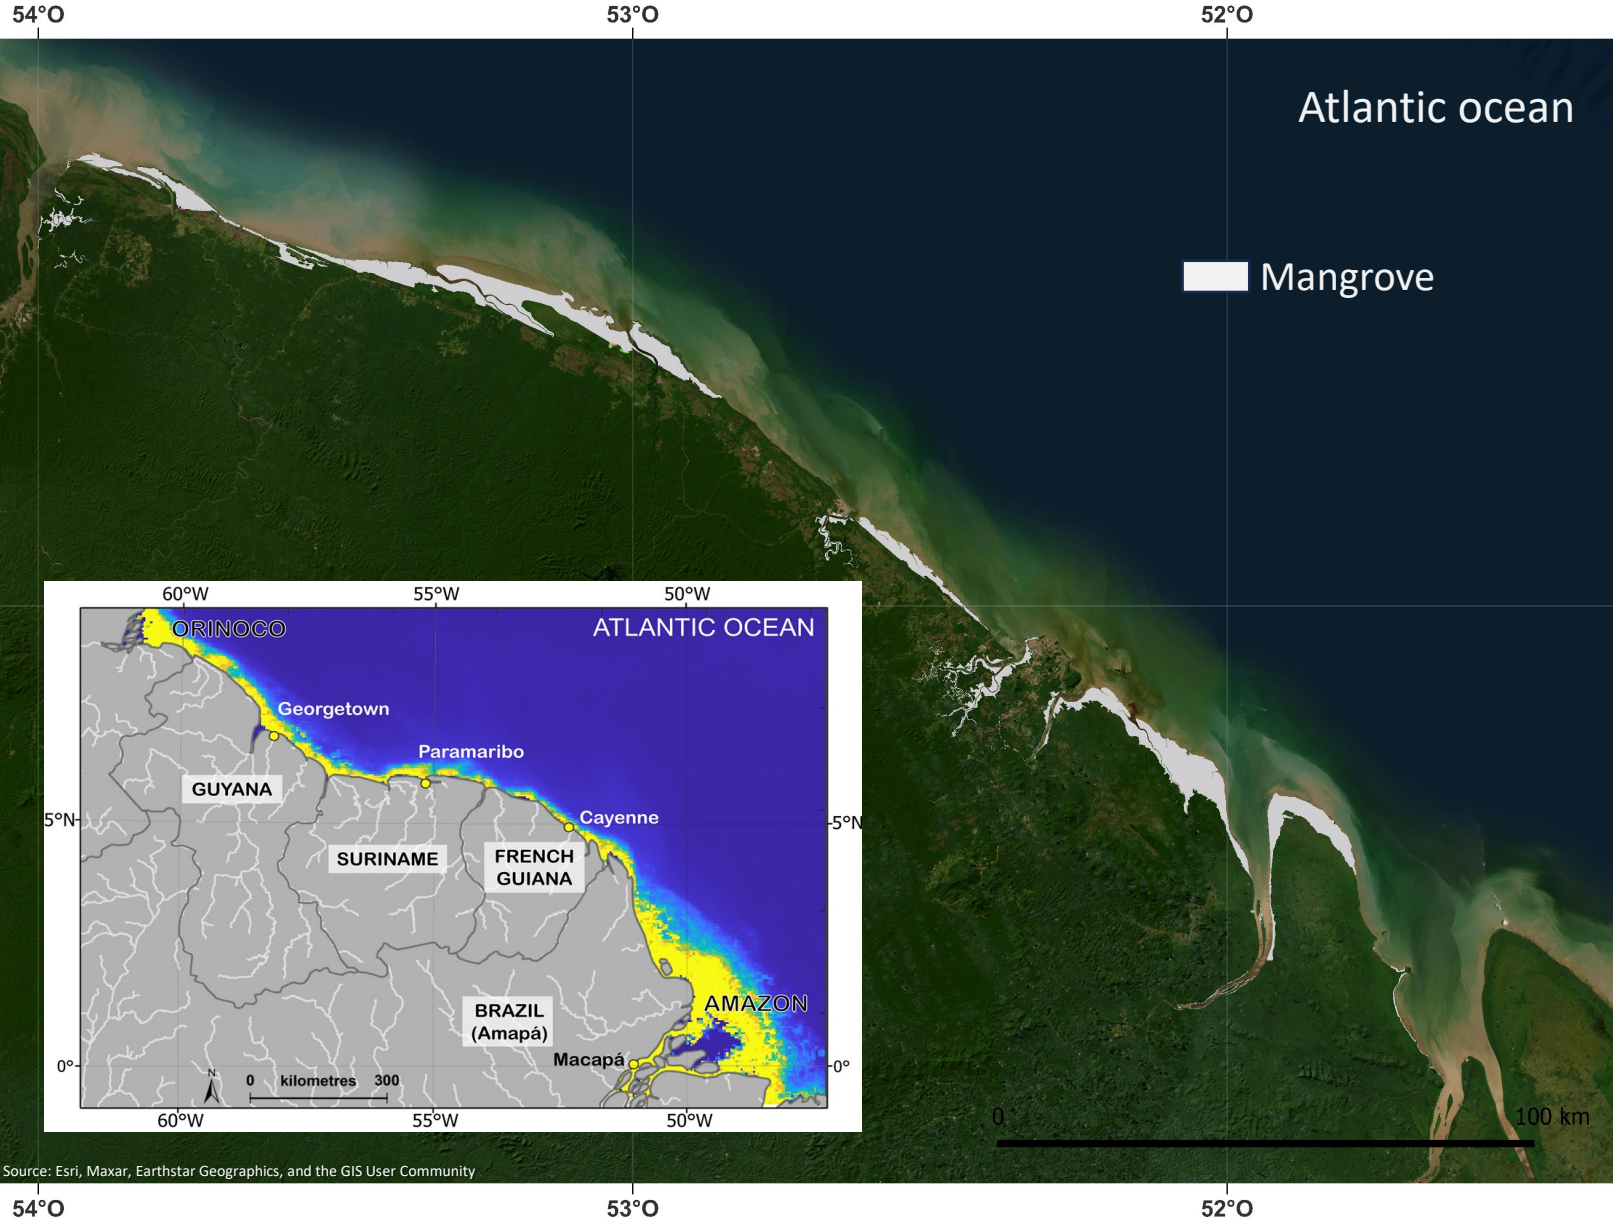 54°O 53°O 52°O
Atlantic ocean
Mangrove
60°W 55°W 50°W
ORINOCO
ATLANTIC OCEAN
Georgetown
Paramaribo
GUYANA
Cayenne
5°N 5°N
SURINAME
FRENCH
GUIANA
AMAZON
BRAZIL
(Amapá)
Macapá
0° 0°
N
0 kilometres 300
60°W 55°W 50°W
0 100 km
Source: Esri, Maxar, Earthstar Geographics, and the GIS User Community
54°O 53°O 52°O